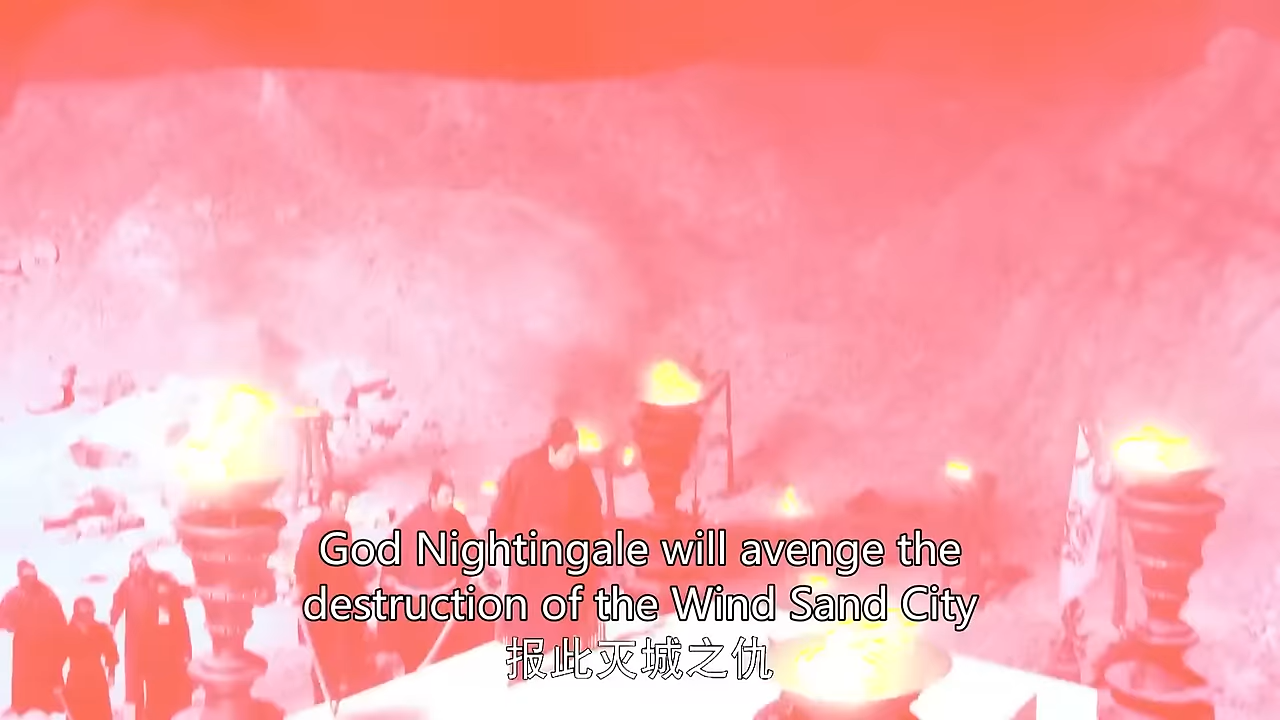 God Nightingale will avenge the
destruction of the Wind Sand City
报此灭城之仇